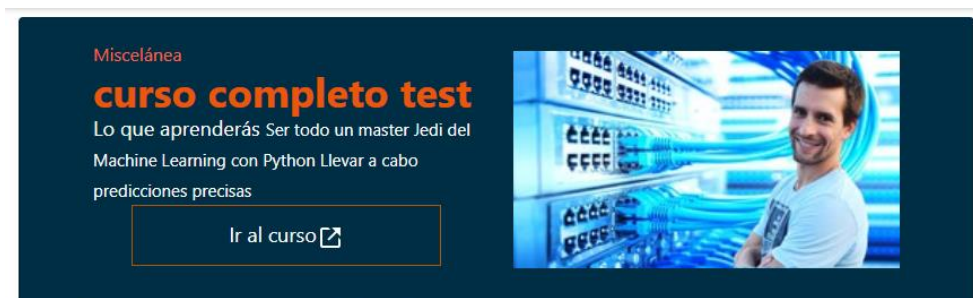 Miscelánea
curso completo test
Lo que aprenderás Ser todo un master Jedi del
Machine Learning con Python Llevar a cabo
predicciones precisas
Ir al curso